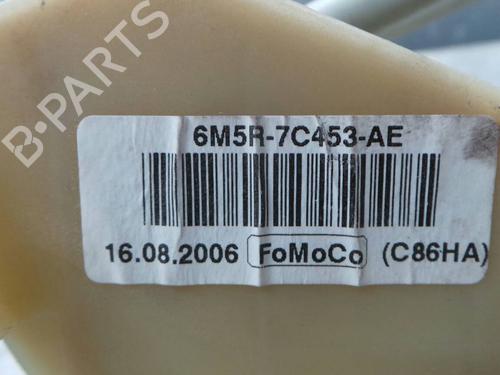 B-PARTS
6M5R-7C453-AE
16.08.2006 FoMoCo (C86HA)